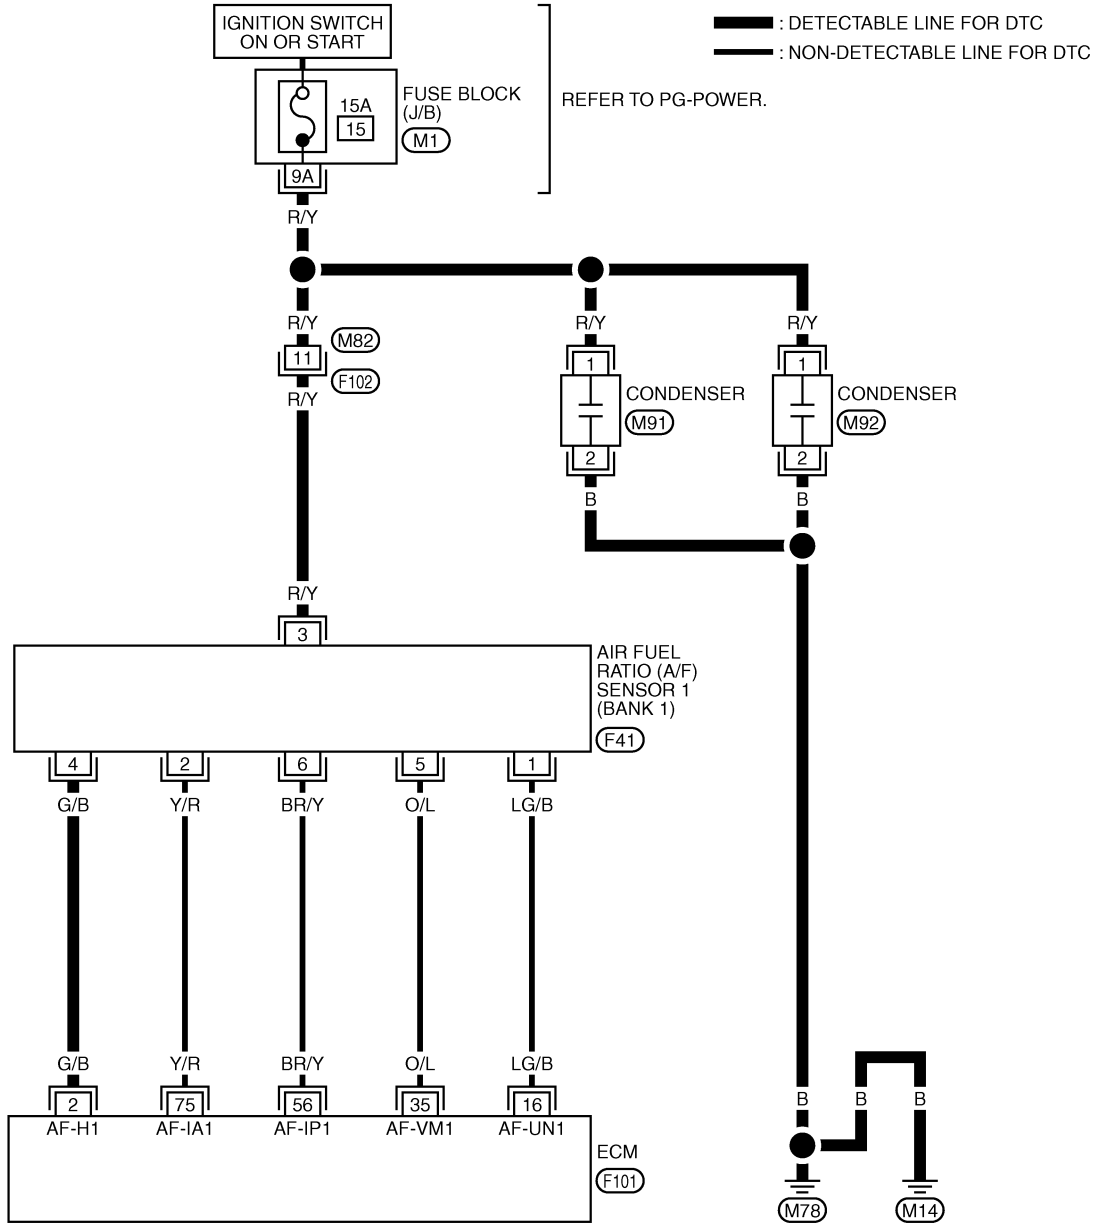 IGNITION SWITCH
ON OR START
: DETECTABLE LINE FOR DTC
: NON-DETECTABLE LINE FOR DTC
15A
15
FUSE BLOCK
(J/B)
M1
REFER TO PG-POWER.
9A
R/Y
R/Y
R/Y
R/Y
M82
11
F102
R/Y
1
1
CONDENSER
M91
CONDENSER
M92
2
2
B
B
R/Y
3
AIR FUEL
RATIO (A/F)
SENSOR 1
(BANK 1)
F41
4
2
6
5
1
G/B
Y/R
BR/Y
O/L
LG/B
G/B
Y/R
BR/Y
O/L
LG/B
B
B
B
2
75
56
35
16
AF-H1
AF-IA1
AF-IP1
AF-VM1
AF-UN1
ECM
F101
M78
M14